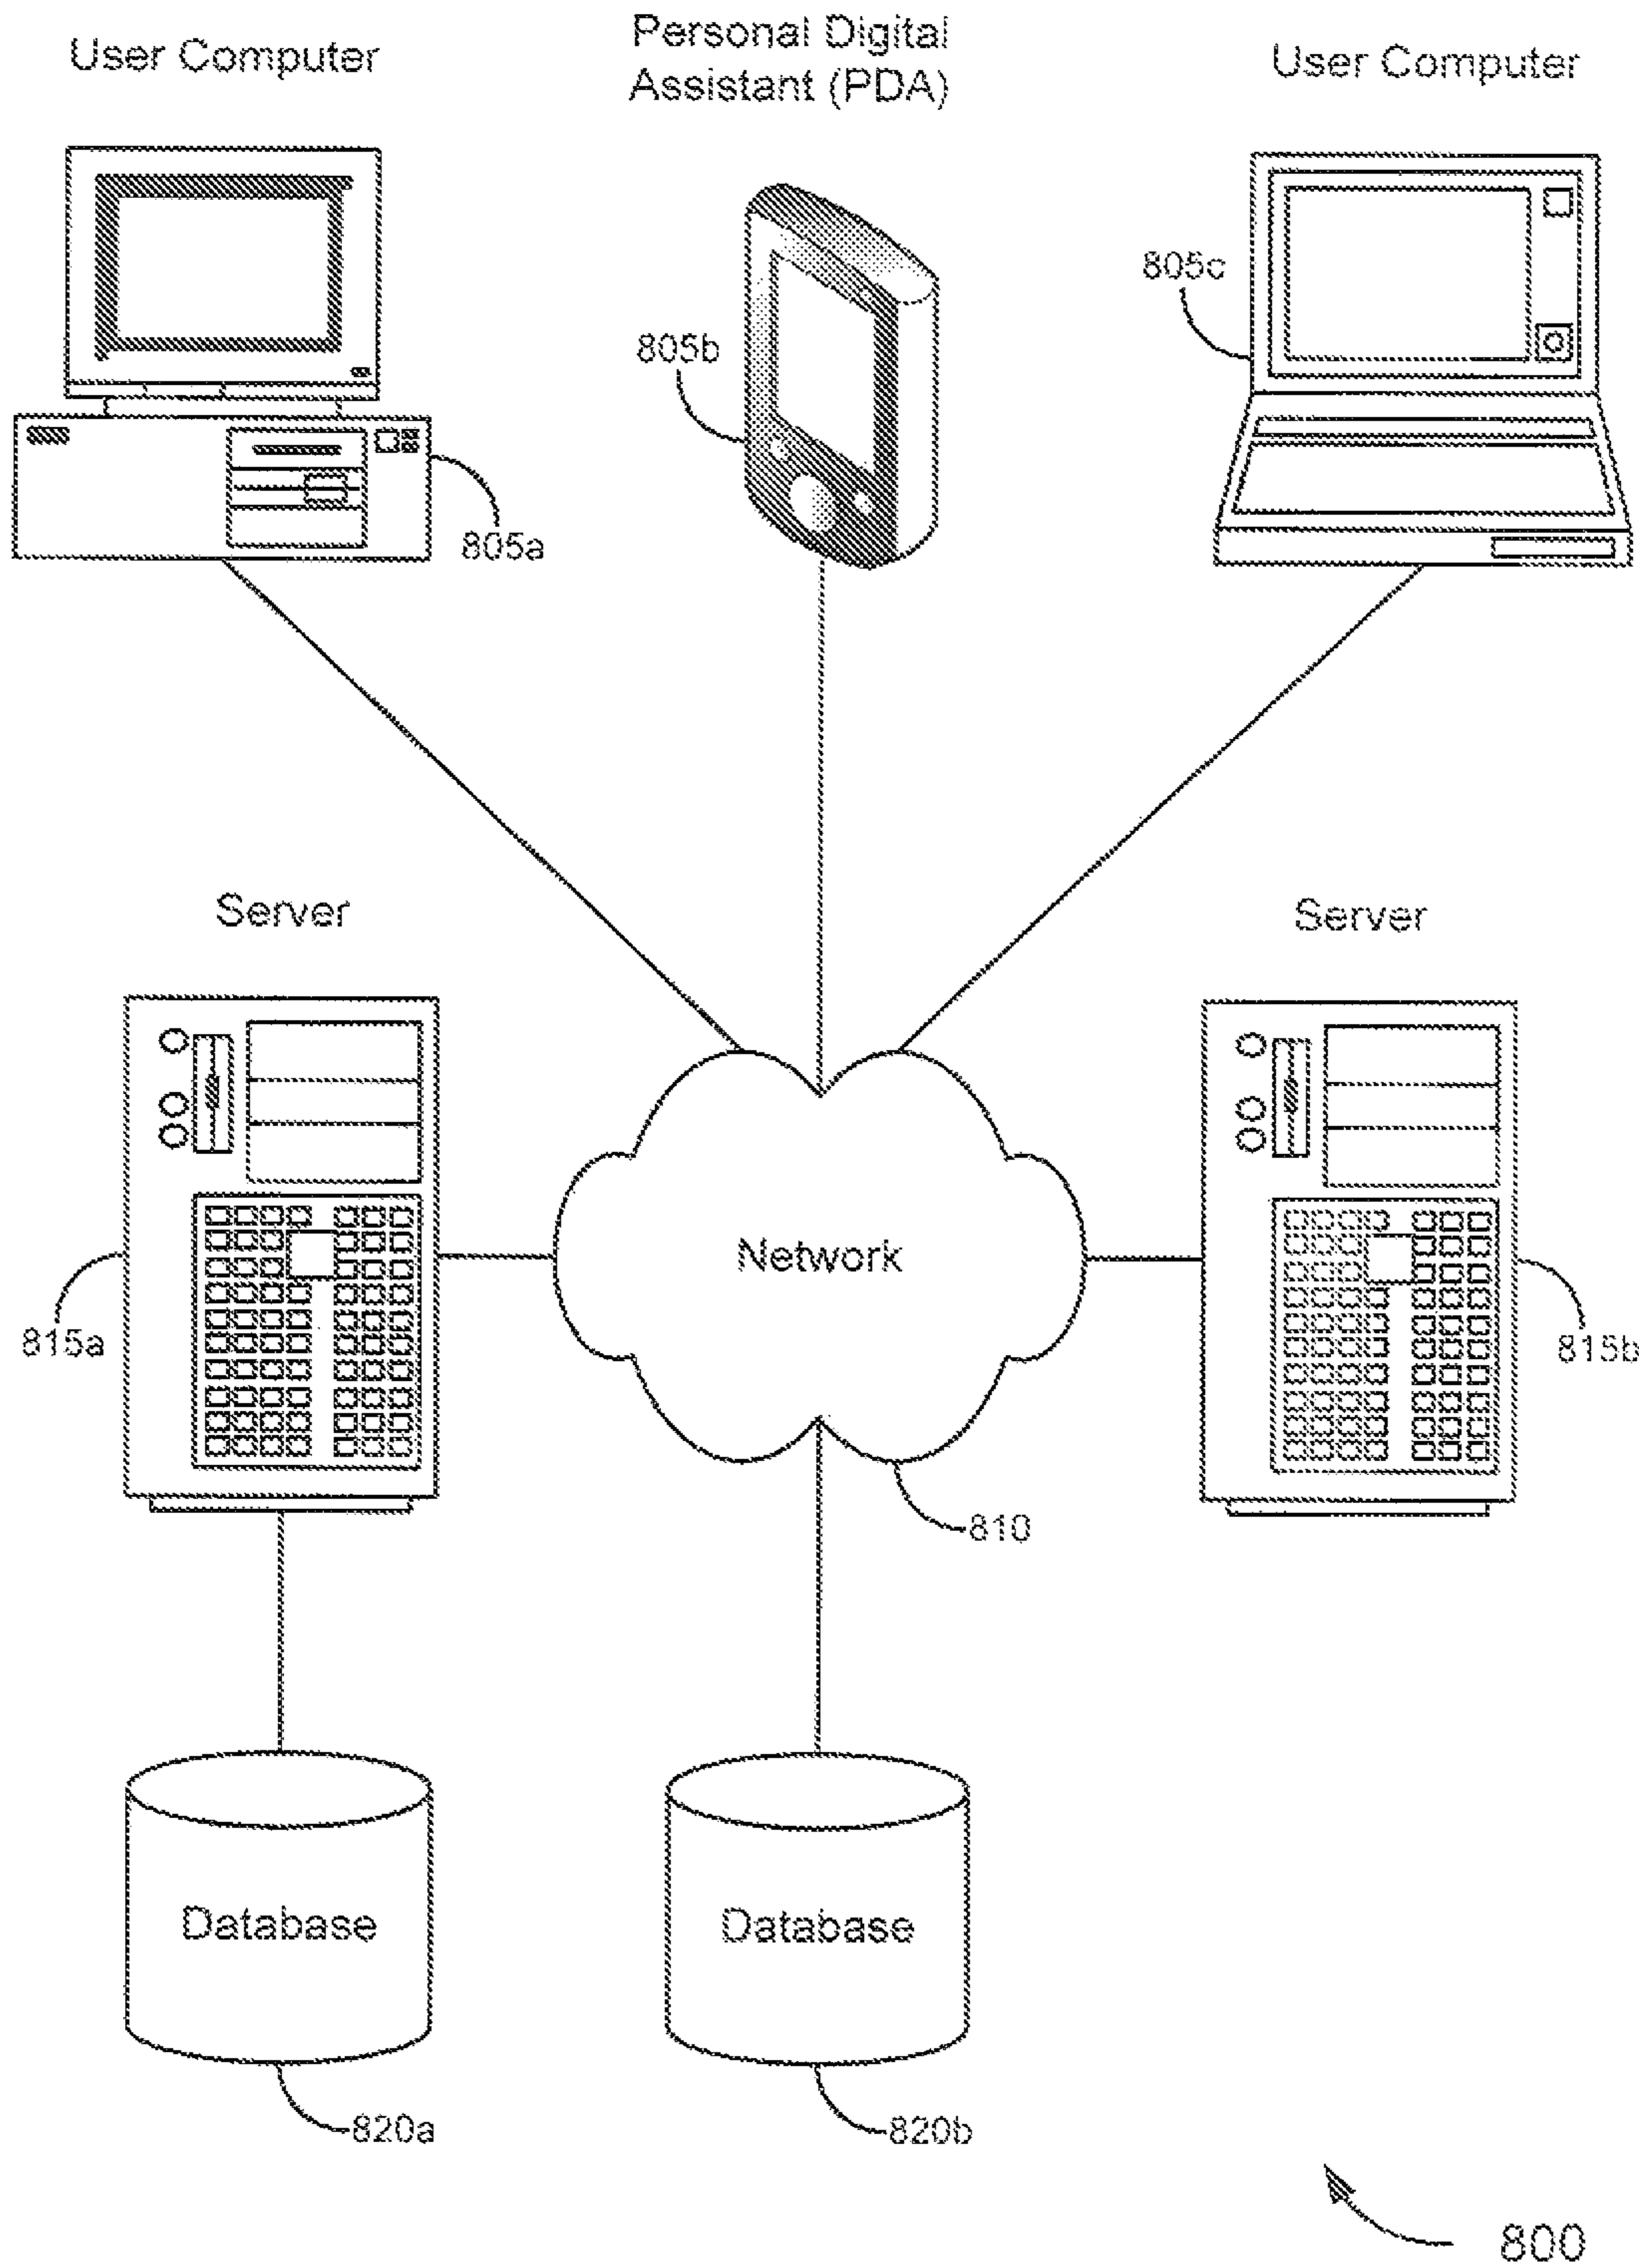 User Computer
Personal Digital
Assistant (PDA)
User Computer
805a
805b
805c
Server
Server
Network
815a
815b
810
Database
Database
820a
820b
800